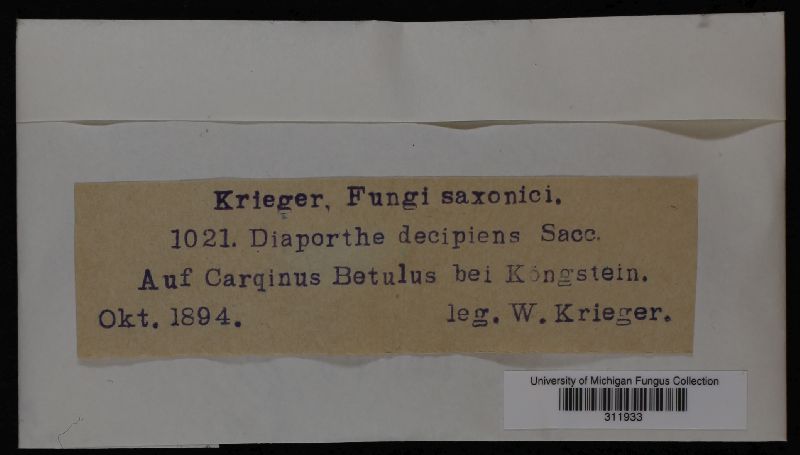 Krieger, Fungi saxonici.
1021. Diaporthe decipiens Sacc.
Auf Carqinus Betulus bei Köngstein.
Okt. 1894. leg. W. Krieger.
University of Michigan Fungus Collection
311933